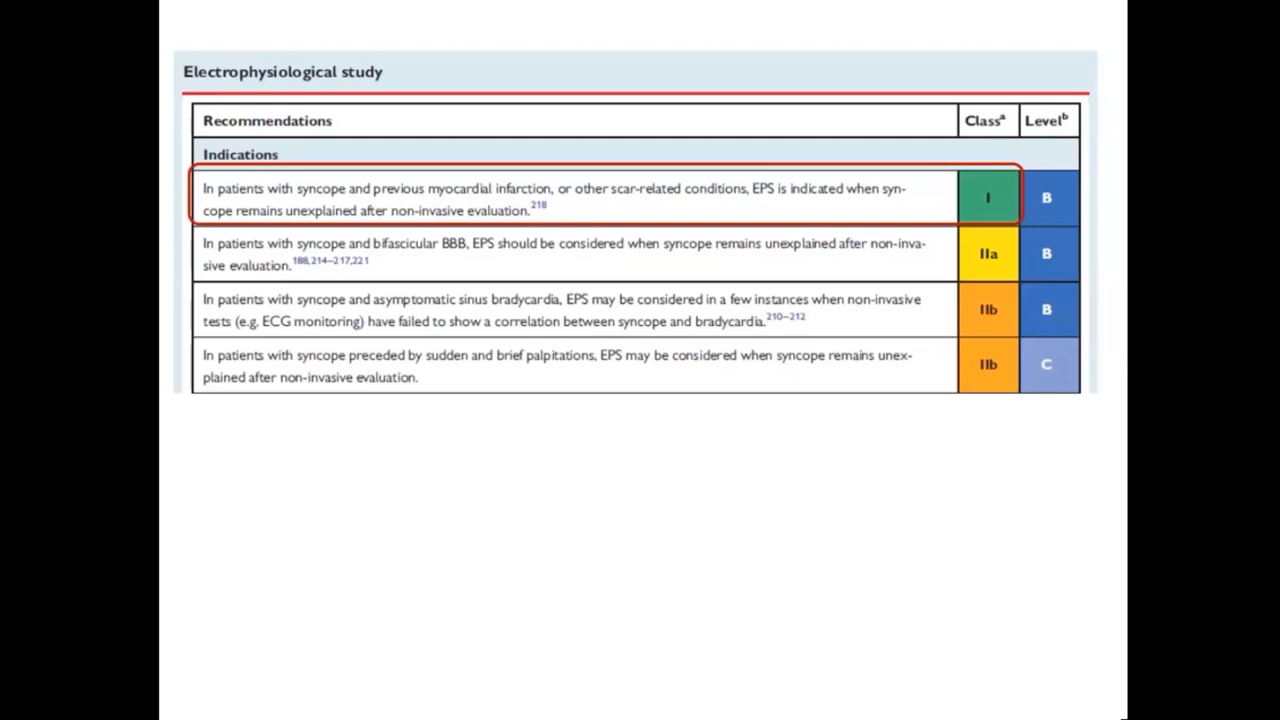 Electrophysiological study
Recommendations Classᵃ Levelᵇ
Indications
In patients with syncope and previous myocardial infarction, or other scar-related conditions, EPS is indicated when syn-
cope remains unexplained after non-invasive evaluation.218
I B
In patients with syncope and bifascicular BBB, EPS should be considered when syncope remains unexplained after non-inva-
sive evaluation.188,214–217,221
IIa B
In patients with syncope and asymptomatic sinus bradycardia, EPS may be considered in a few instances when non-invasive
tests (e.g. ECG monitoring) have failed to show a correlation between syncope and bradycardia.210–212
IIb B
In patients with syncope preceded by sudden and brief palpitations, EPS may be considered when syncope remains unex-
plained after non-invasive evaluation.
IIb C